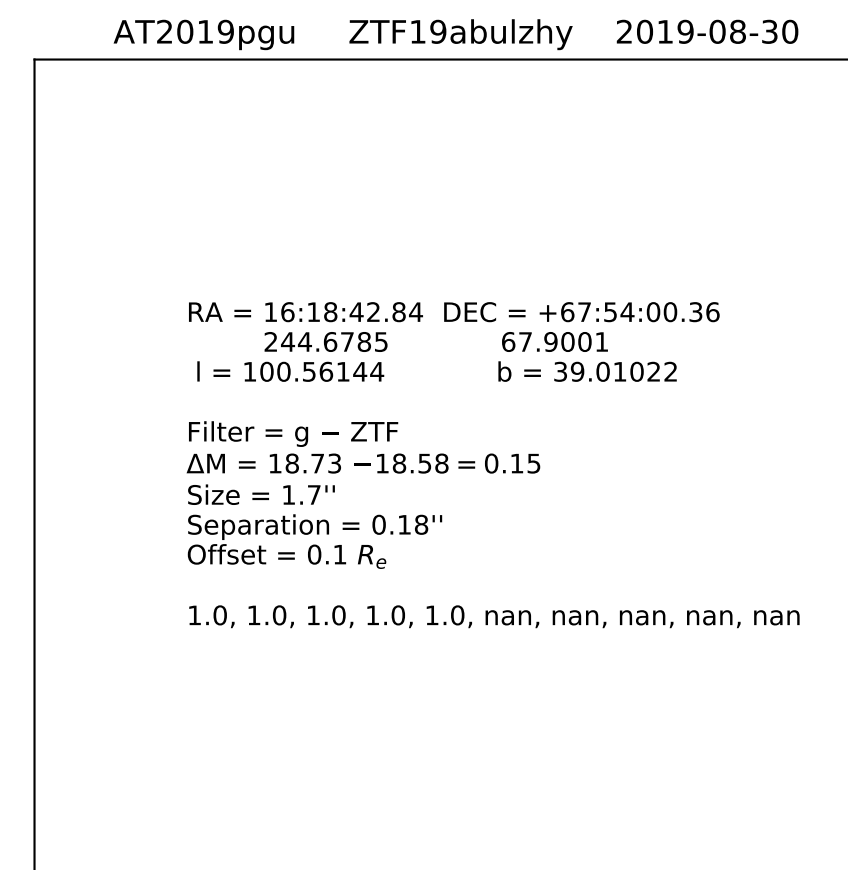 AT2019pgu ZTF19abulzhy 2019-08-30
RA = 16:18:42.84 DEC = +67:54:00.36
244.6785 67.9001
l = 100.56144 b = 39.01022
Filter = g − ZTF
ΔM = 18.73 −18.58 = 0.15
Size = 1.7''
Separation = 0.18''
Offset = 0.1 Re
1.0, 1.0, 1.0, 1.0, 1.0, nan, nan, nan, nan, nan